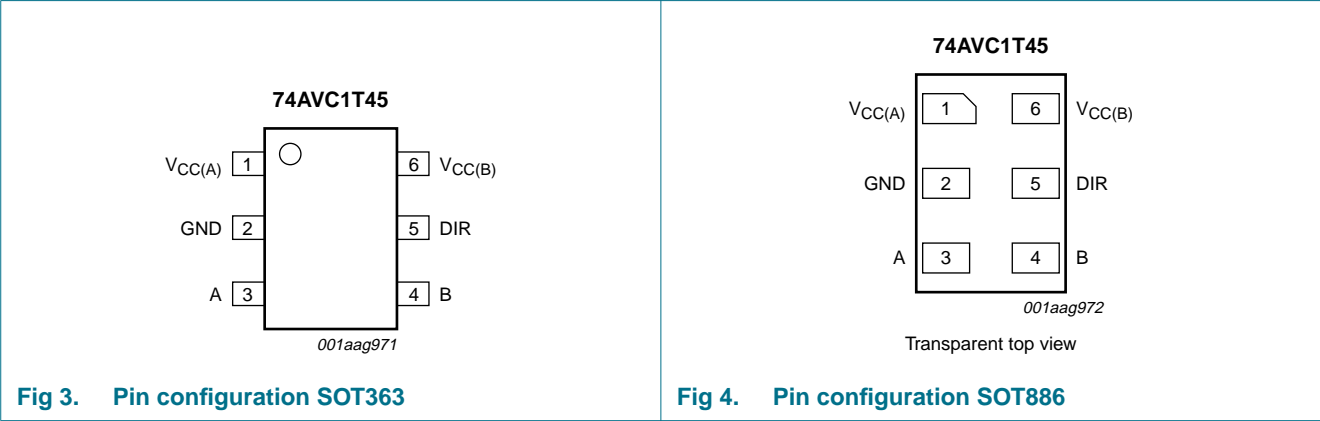 74AVC1T45
VCC(A) 1 6 VCC(B)
GND 2 5 DIR
A 3 4 B
001aag971
Fig 3. Pin configuration SOT363
74AVC1T45
VCC(A) 1 6 VCC(B)
GND 2 5 DIR
A 3 4 B
001aag972
Transparent top view
Fig 4. Pin configuration SOT886